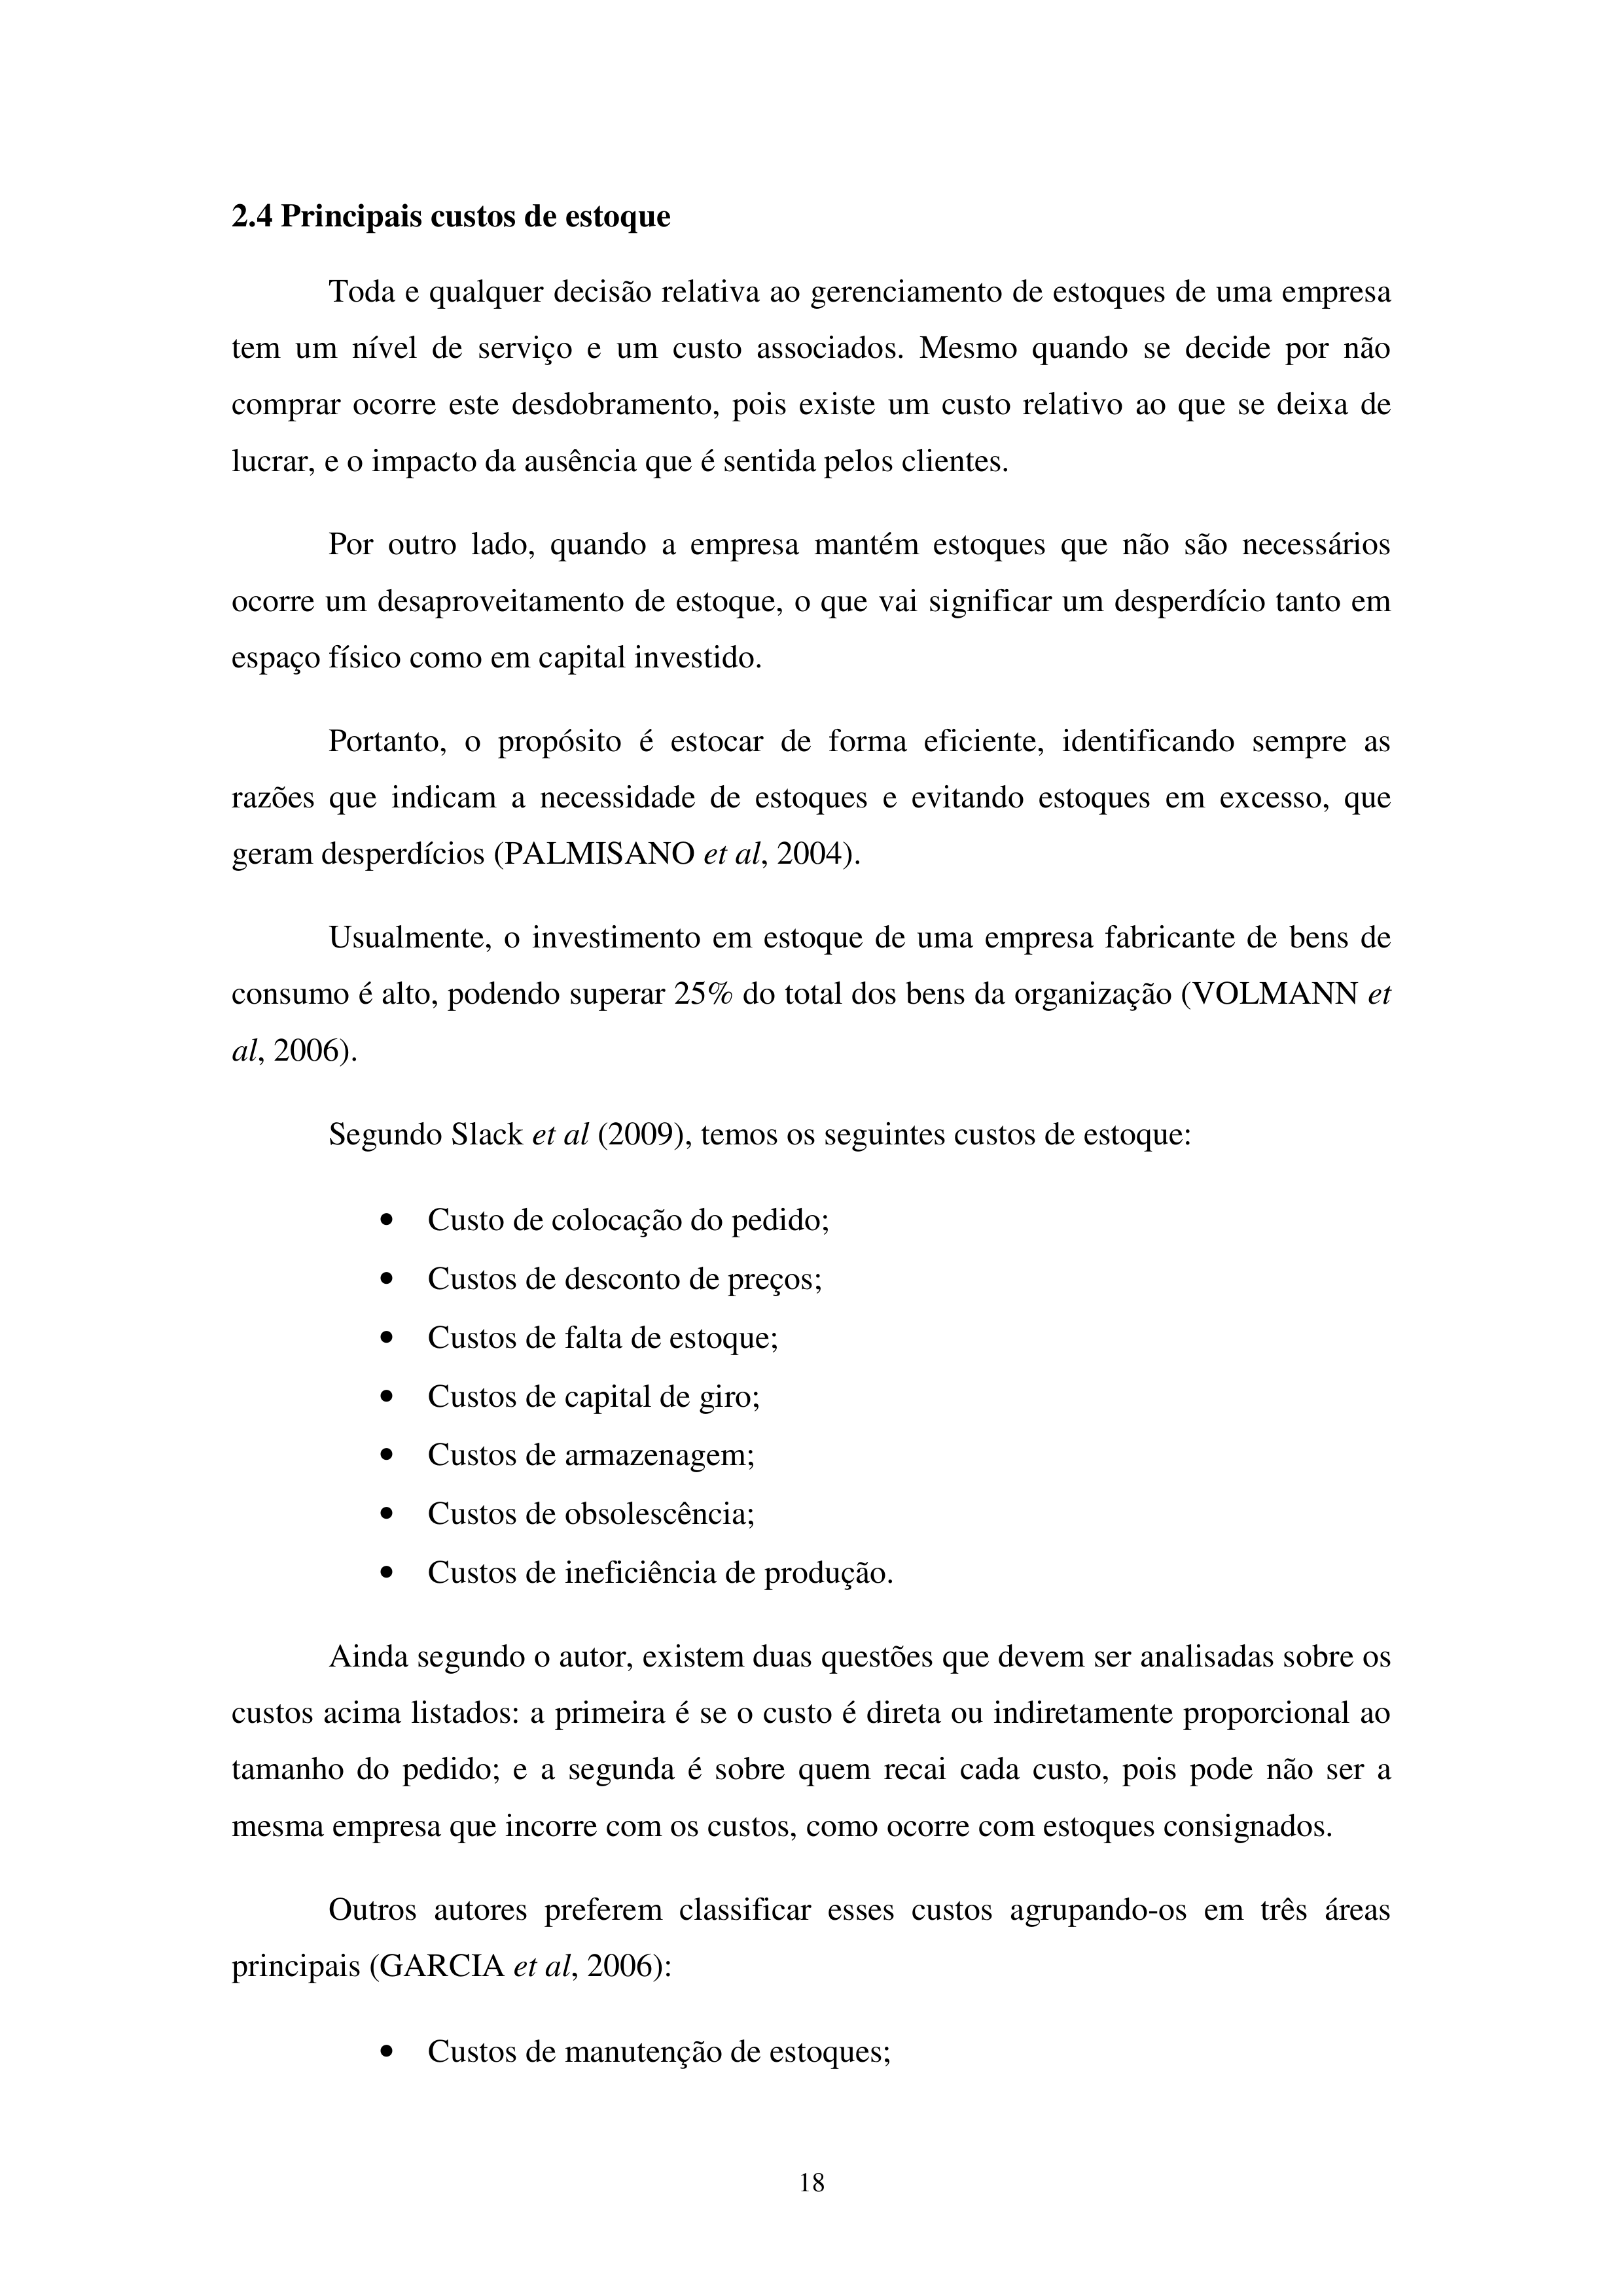 2.4 Principais custos de estoque
Toda e qualquer decisão relativa ao gerenciamento de estoques de uma empresa
tem um nível de serviço e um custo associados. Mesmo quando se decide por não
comprar ocorre este desdobramento, pois existe um custo relativo ao que se deixa de
lucrar, e o impacto da ausência que é sentida pelos clientes.
Por outro lado, quando a empresa mantém estoques que não são necessários
ocorre um desaproveitamento de estoque, o que vai significar um desperdício tanto em
espaço físico como em capital investido.
Portanto, o propósito é estocar de forma eficiente, identificando sempre as
razões que indicam a necessidade de estoques e evitando estoques em excesso, que
geram desperdícios (PALMISANO et al, 2004).
Usualmente, o investimento em estoque de uma empresa fabricante de bens de
consumo é alto, podendo superar 25% do total dos bens da organização (VOLMANN et
al, 2006).
Segundo Slack et al (2009), temos os seguintes custos de estoque:
• Custo de colocação do pedido;
• Custos de desconto de preços;
• Custos de falta de estoque;
• Custos de capital de giro;
• Custos de armazenagem;
• Custos de obsolescência;
• Custos de ineficiência de produção.
Ainda segundo o autor, existem duas questões que devem ser analisadas sobre os
custos acima listados: a primeira é se o custo é direta ou indiretamente proporcional ao
tamanho do pedido; e a segunda é sobre quem recai cada custo, pois pode não ser a
mesma empresa que incorre com os custos, como ocorre com estoques consignados.
Outros autores preferem classificar esses custos agrupando-os em três áreas
principais (GARCIA et al, 2006):
• Custos de manutenção de estoques;
18